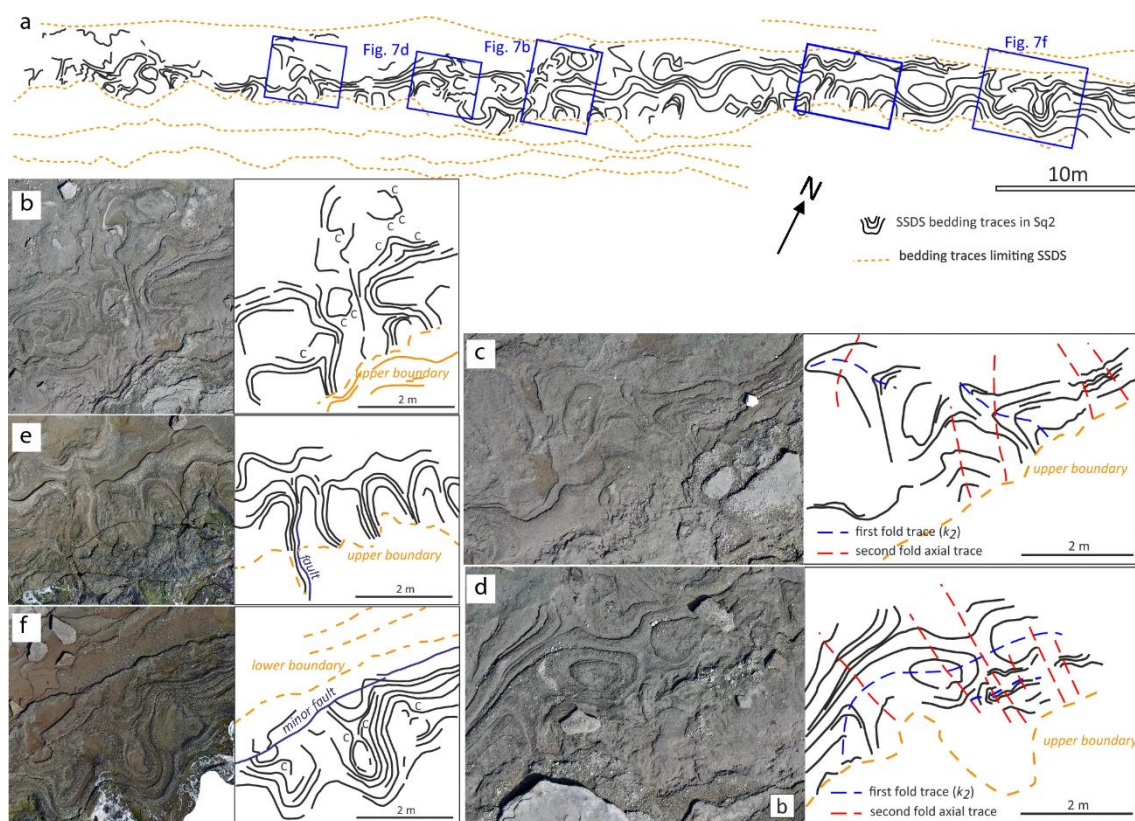 a
Fig. 7d
Fig. 7b
Fig. 7f
10m
N
SSDS bedding traces in Sq2
bedding traces limiting SSDS
b
c
c
c
c
c
c
c
c
c
upper boundary
2 m
c
upper boundary
first fold trace (k2)
second fold axial trace
2 m
e
fault
upper boundary
2 m
f
lower boundary
minor fault
c
c
c
c
2 m
d
b
upper boundary
first fold trace (k2)
second fold axial trace
2 m